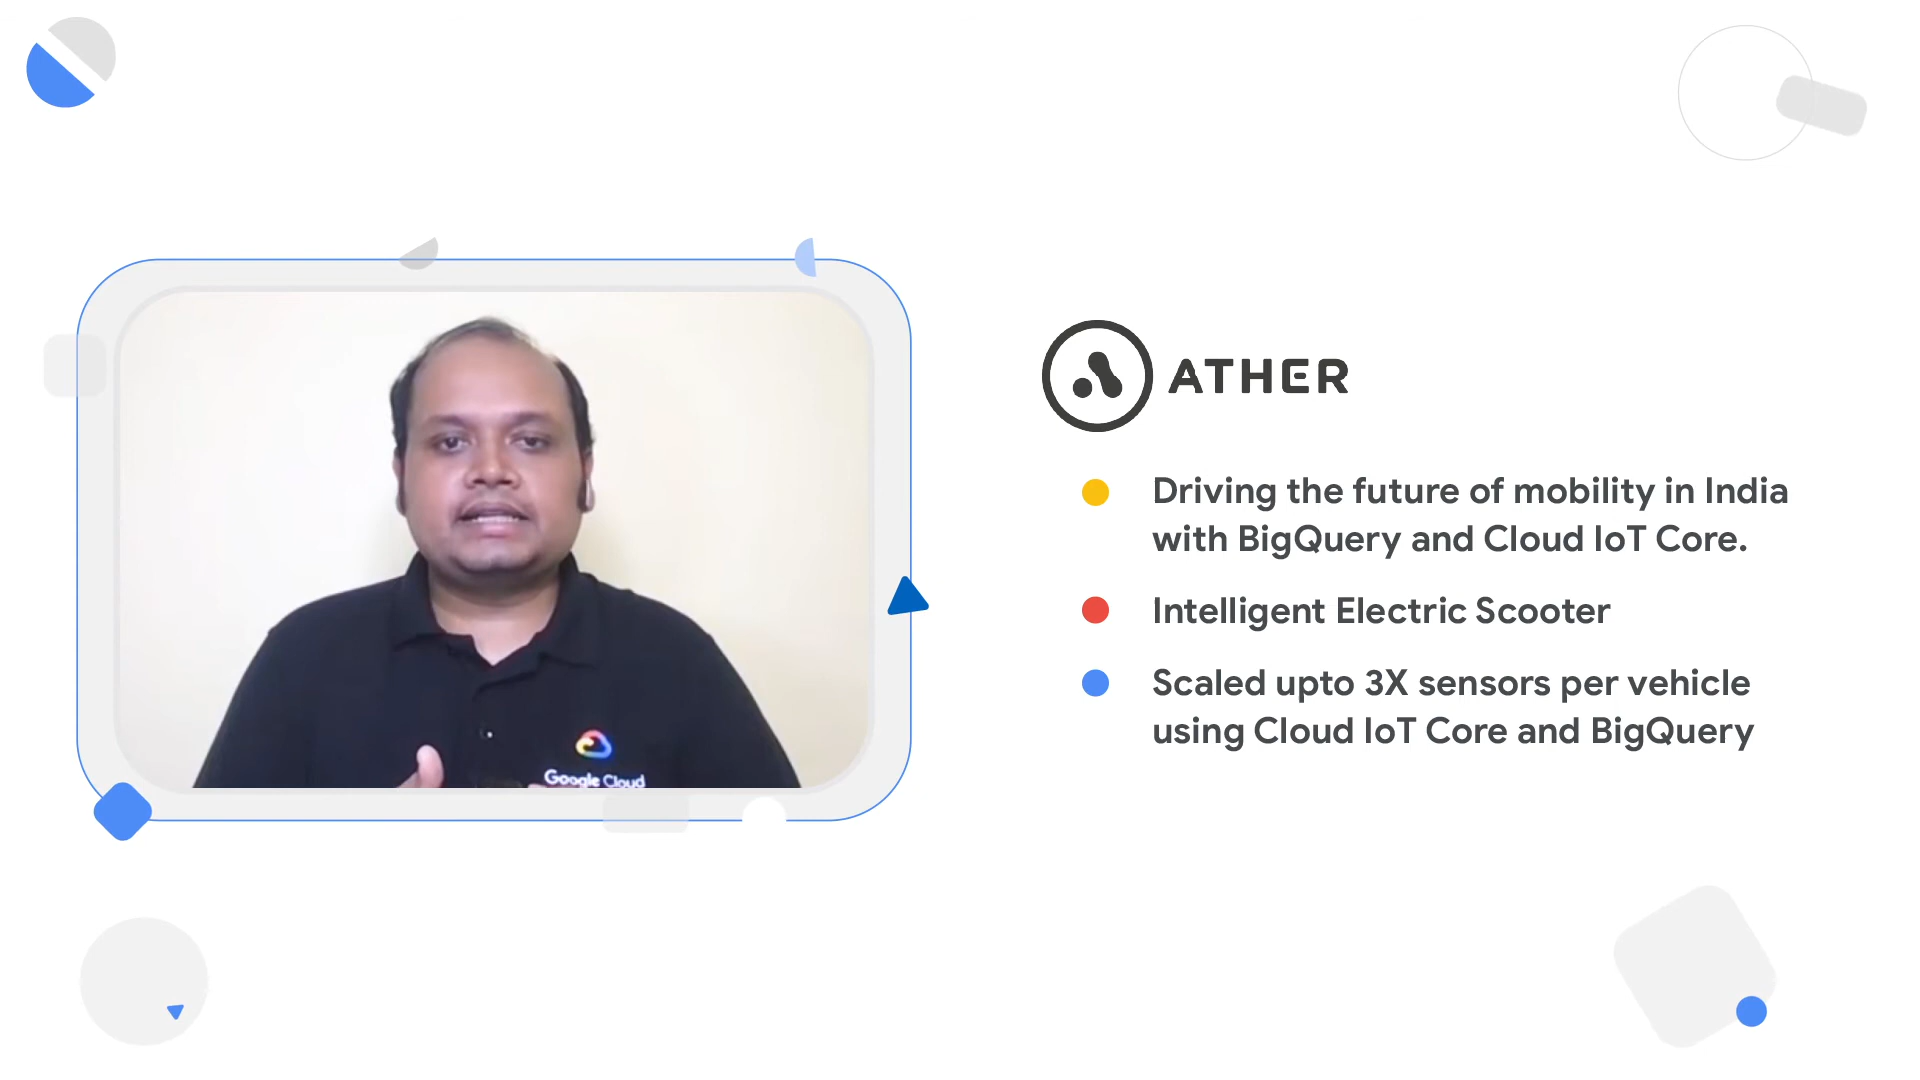 ATHER
Driving the future of mobility in India
with BigQuery and Cloud IoT Core.
Intelligent Electric Scooter
Scaled upto 3X sensors per vehicle
using Cloud IoT Core and BigQuery
Google Cloud